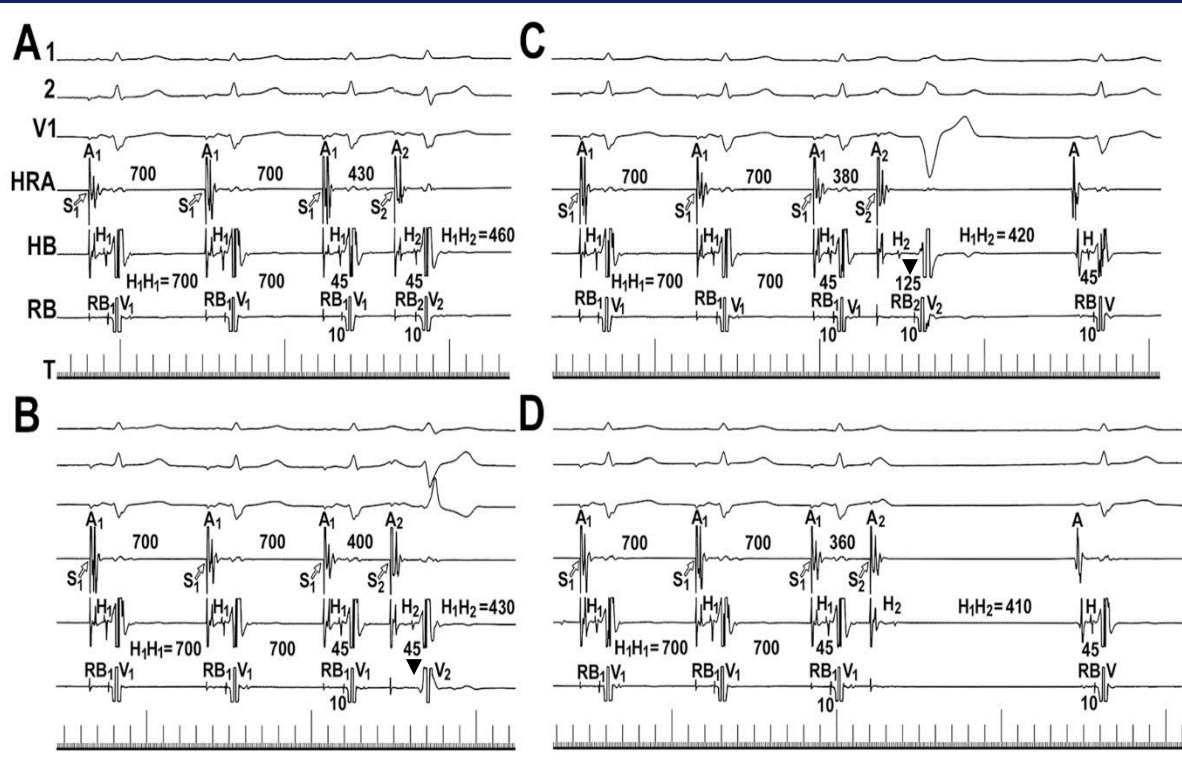 A
1
2
V1
HRA
HB
RB
T
A1 A1 A1 A2
700 700 430
S1 S1 S1 S2
H1 H1 H1 H2 H1H2=460
H1H1=700 700 45 45
RB1 V1 RB1 V1 RB1 V1 RB2 V2
10 10
C
A1 A1 A1 A2 A
700 700 380
S1 S1 S1 S2
H1 H1 H1 H2 H1H2=420 H
H1H1=700 700 45 125 45
RB1 V1 RB1 V1 RB1 V1 RB2 V2 RB V
10 10 10
B
A1 A1 A1 A2
700 700 400
S1 S1 S1 S2
H1 H1 H1 H2 H1H2=430
H1H1=700 700 45 45
RB1 V1 RB1 V1 RB1 V1 V2
10
D
A1 A1 A1 A2 A
700 700 360
S1 S1 S1 S2
H1 H1 H1 H2 H1H2=410 H
H1H1=700 700 45 45
RB1 V1 RB1 V1 RB1 V1 RB V
10 10